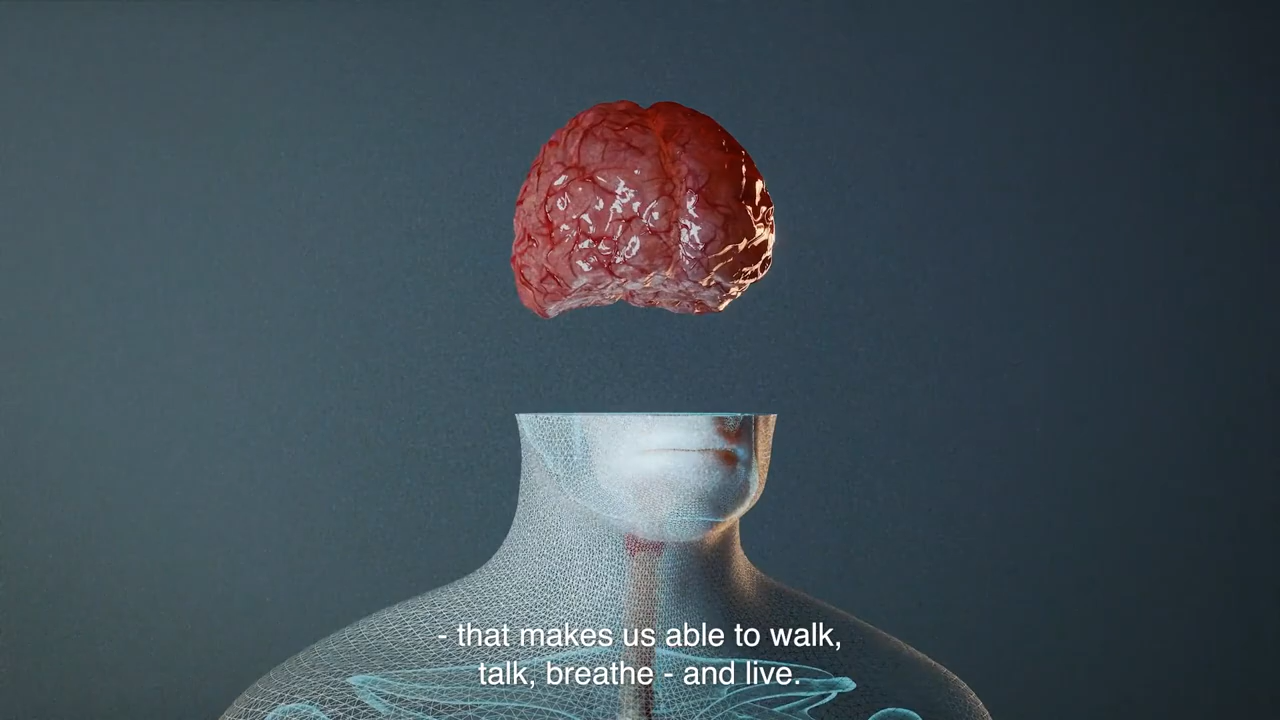 - that makes us able to walk,
talk, breathe - and live.